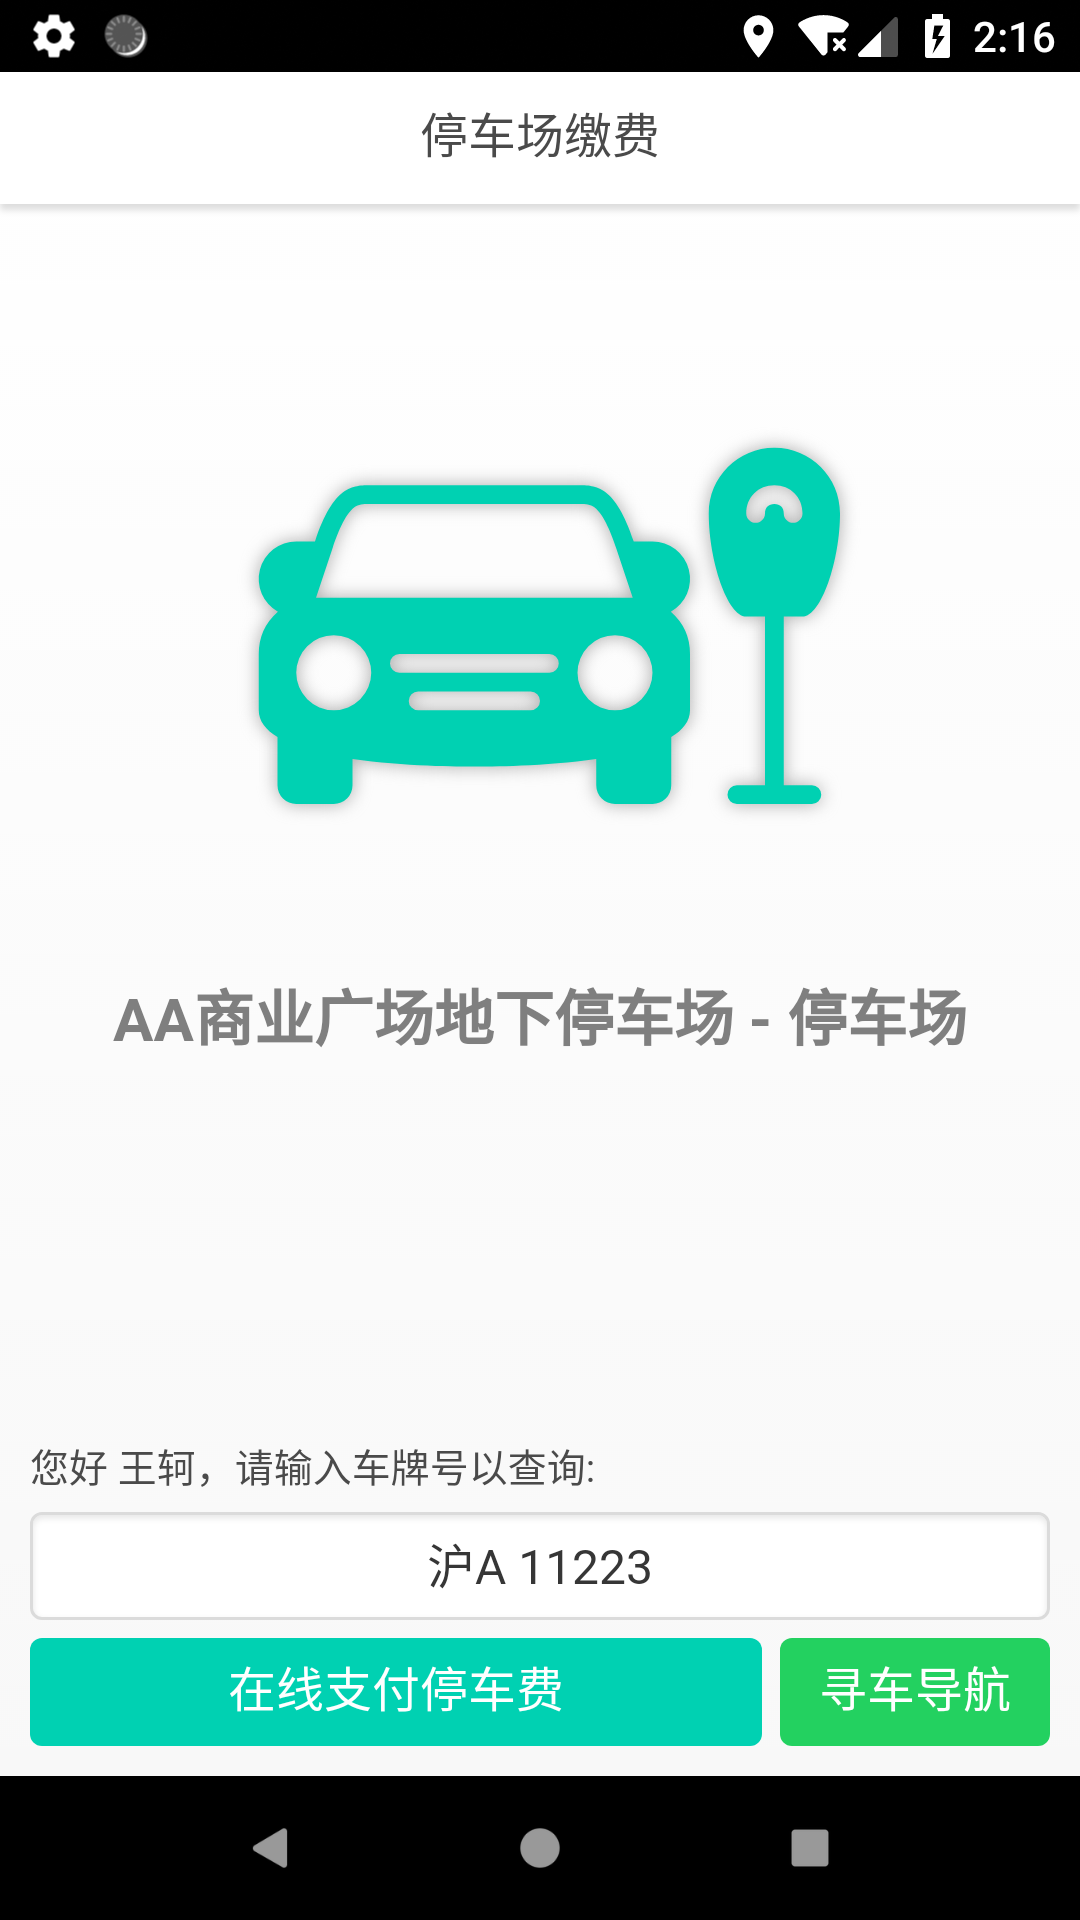 2:16
停车场缴费
AA商业广场地下停车场 - 停车场
您好 王轲，请输入车牌号以查询:
沪A 11223
在线支付停车费
寻车导航